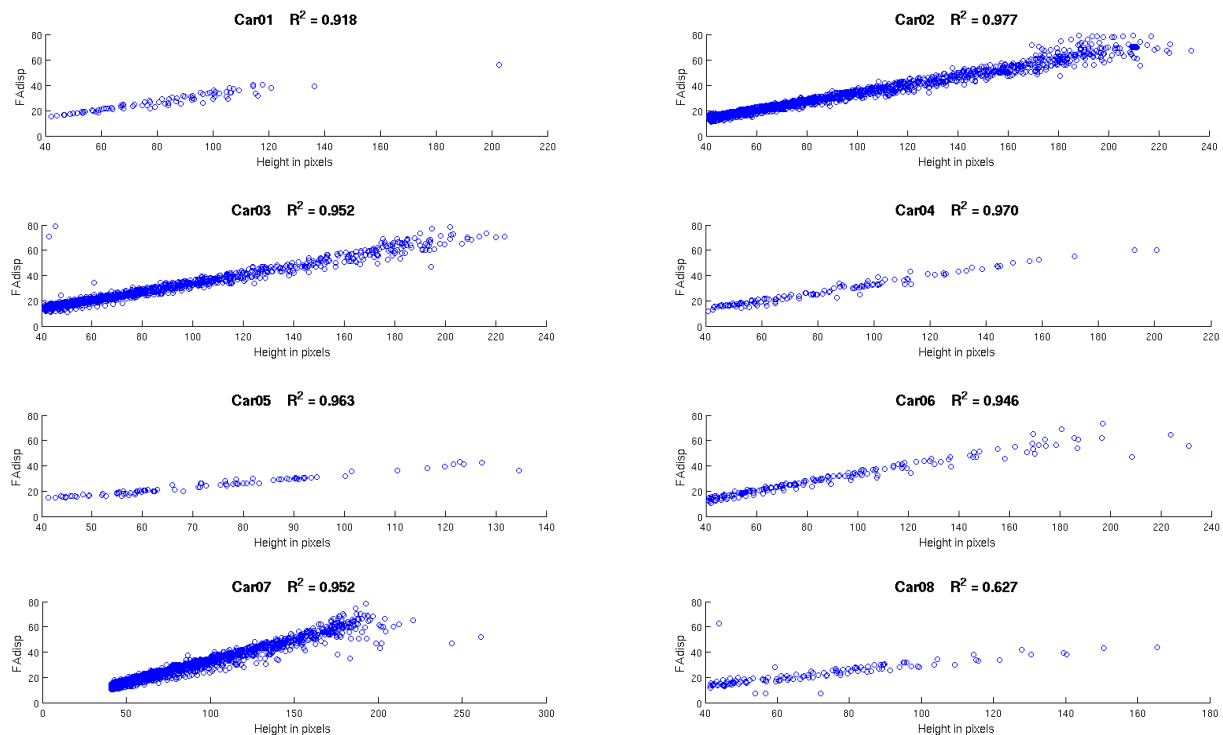 Car01 R² = 0.918
80
60
40
20
0
FAdisp
40 60 80 100 120 140 160 180 200 220
Height in pixels
Car02 R² = 0.977
80
60
40
20
0
FAdisp
40 60 80 100 120 140 160 180 200 220 240
Height in pixels
Car03 R² = 0.952
80
60
40
20
0
FAdisp
40 60 80 100 120 140 160 180 200 220 240
Height in pixels
Car04 R² = 0.970
80
60
40
20
0
FAdisp
40 60 80 100 120 140 160 180 200 220
Height in pixels
Car05 R² = 0.963
80
60
40
20
0
FAdisp
40 50 60 70 80 90 100 110 120 130 140
Height in pixels
Car06 R² = 0.946
80
60
40
20
0
FAdisp
40 60 80 100 120 140 160 180 200 220 240
Height in pixels
Car07 R² = 0.952
80
60
40
20
0
FAdisp
0 50 100 150 200 250 300
Height in pixels
Car08 R² = 0.627
80
60
40
20
0
FAdisp
40 60 80 100 120 140 160 180
Height in pixels